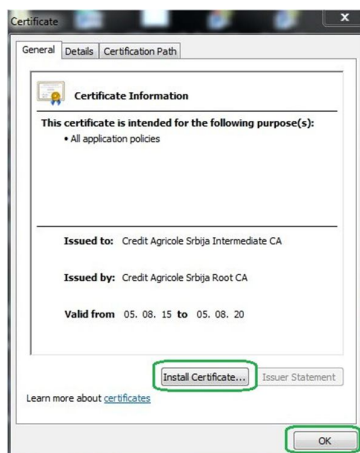 Certificate
x
General Details Certification Path
Certificate Information
This certificate is intended for the following purpose(s):
• All application policies
Issued to: Credit Agricole Srbija Intermediate CA
Issued by: Credit Agricole Srbija Root CA
Valid from 05. 08. 15 to 05. 08. 20
Install Certificate... Issuer Statement
Learn more about certificates
OK